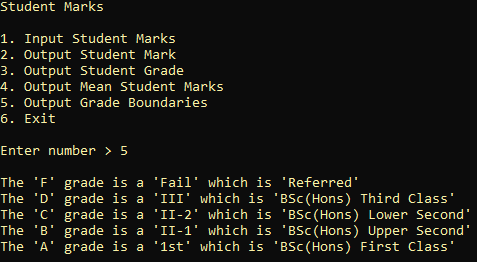 Student Marks
1. Input Student Marks
2. Output Student Mark
3. Output Student Grade
4. Output Mean Student Marks
5. Output Grade Boundaries
6. Exit
Enter number > 5
The 'F' grade is a 'Fail' which is 'Referred'
The 'D' grade is a 'III' which is 'BSc(Hons) Third Class'
The 'C' grade is a 'II-2' which is 'BSc(Hons) Lower Second'
The 'B' grade is a 'II-1' which is 'BSc(Hons) Upper Second'
The 'A' grade is a '1st' which is 'BSc(Hons) First Class'